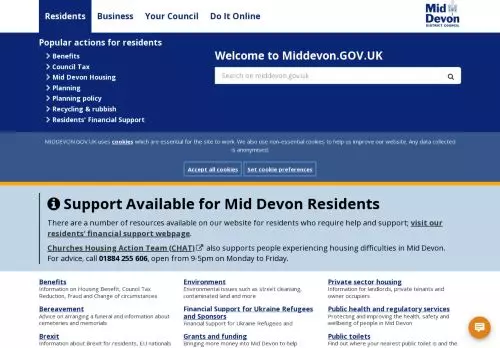 Residents Business Your Council Do It Online
Mid
Devon
DISTRICT COUNCIL
Popular actions for residents
Benefits
Council Tax
Mid Devon Housing
Planning
Planning policy
Recycling & rubbish
Residents' Financial Support
Welcome to Middevon.GOV.UK
Search on middevon.gov.uk
MIDDEVON.GOV.UK uses cookies which are essential for the site to work. We also use non-essential cookies to help us improve our website. Any data collected
is anonymised.
Accept all cookies Set cookie preferences
Support Available for Mid Devon Residents
There are a number of resources available on our website for residents who require help and support; visit our
residents' financial support webpage.
Churches Housing Action Team (CHAT) also supports people experiencing housing difficulties in Mid Devon.
For advice, call 01884 255 606, open from 9-5pm on Monday to Friday.
Benefits
Information on Housing Benefit, Council Tax
Reduction, Fraud and Change of circumstances
Bereavement
Advice on arranging a funeral and information about
cemeteries and memorials
Brexit
Information about Brexit for residents, EU nationals
Environment
Environmental issues such as street cleansing,
contaminated land and more
Financial Support for Ukraine Refugees
and Sponsors
Financial Support for Ukraine Refugees and
Grants and funding
Bringing more money into Mid Devon to help
Private sector housing
Information for landlords, private tenants and
owner occupiers
Public health and regulatory services
Protecting and improving the health, safety and
wellbeing of people in Mid Devon
Public toilets
Find out where your nearest public toilet is and the